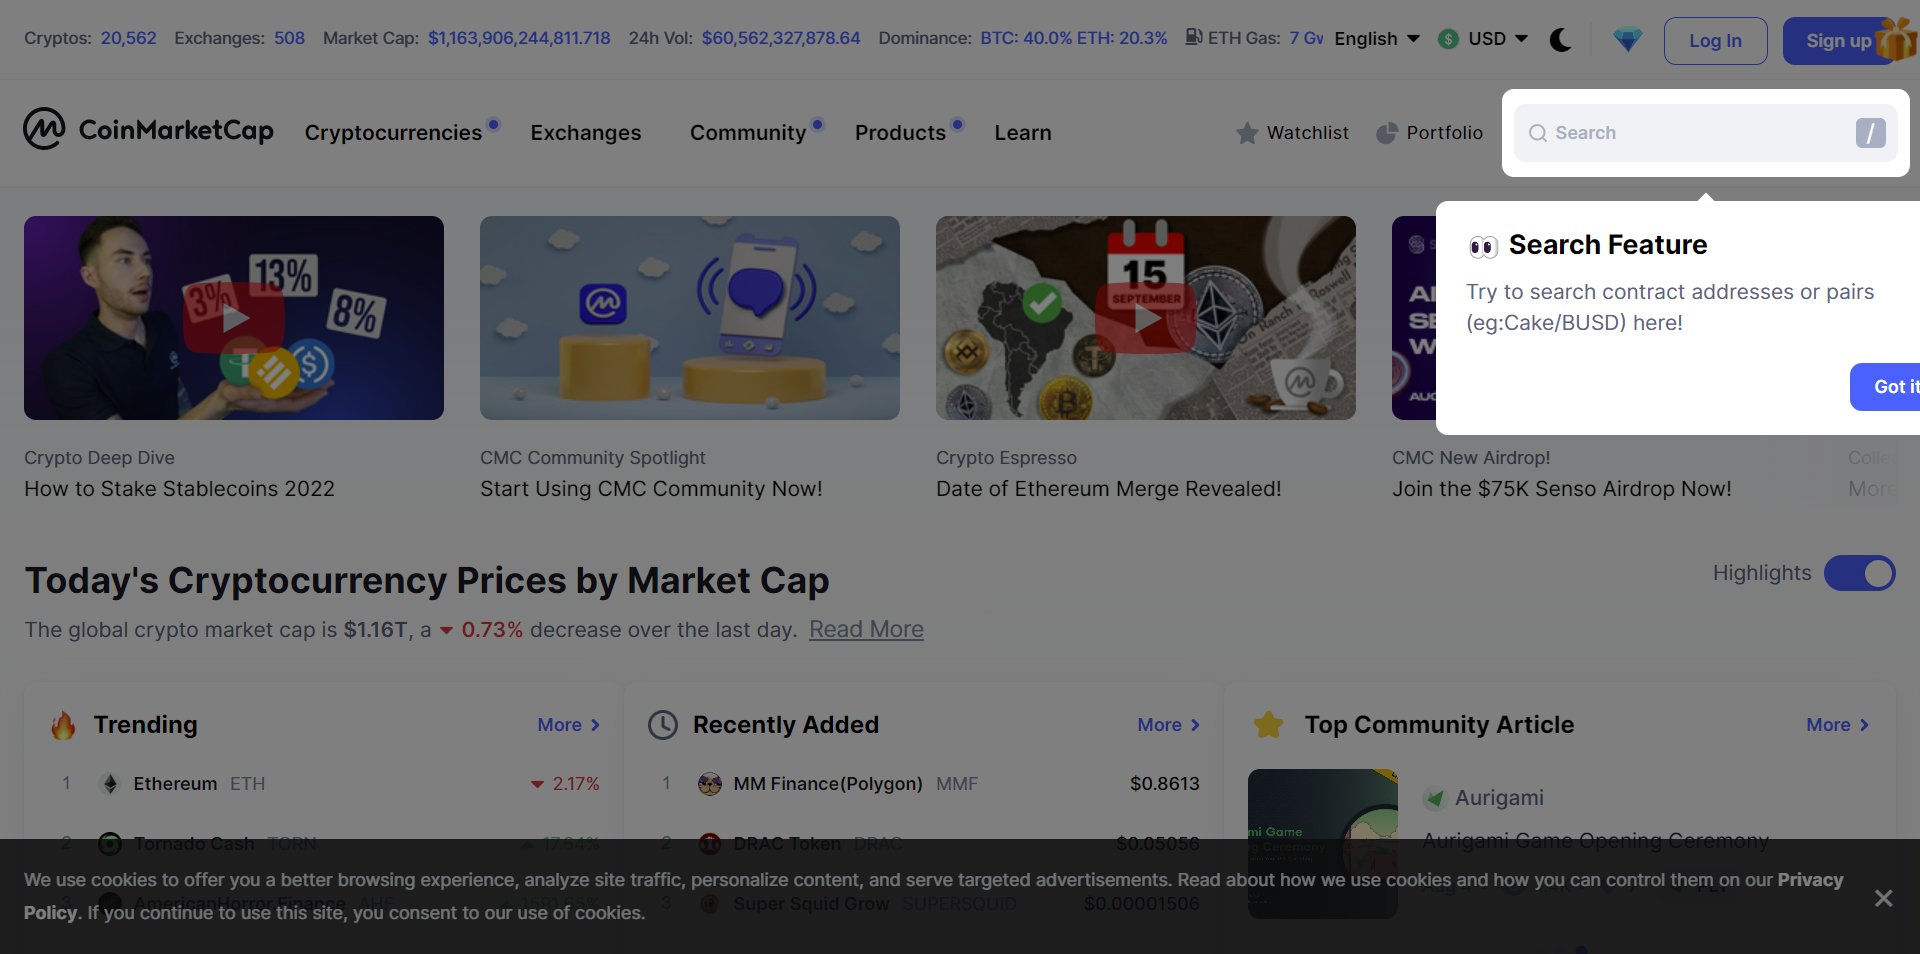 Cryptos: 20,562 Exchanges: 508 Market Cap: $1,163,906,244,811.718 24h Vol: $60,562,327,878.64 Dominance: BTC: 40.0% ETH: 20.3% ETH Gas: 7 Gw English USD Log In Sign up
CoinMarketCap Cryptocurrencies Exchanges Community Products Learn Watchlist Portfolio Search /
3% 13% 8%
15
SEPTEMBER
Search Feature
Try to search contract addresses or pairs
(eg:Cake/BUSD) here!
Got it
Crypto Deep Dive
How to Stake Stablecoins 2022
CMC Community Spotlight
Start Using CMC Community Now!
Crypto Espresso
Date of Ethereum Merge Revealed!
CMC New Airdrop!
Join the $75K Senso Airdrop Now!
More
Today's Cryptocurrency Prices by Market Cap
Highlights
The global crypto market cap is $1.16T, a 0.73% decrease over the last day. Read More
Trending More
1 Ethereum ETH 2.17%
2 Tornado Cash TORN 17.64%
3 AmericanHorror Finance AHF
Recently Added More
1 MM Finance(Polygon) MMF $0.8613
2 DRAC Token DRAC $0.05056
3 Super Squid Grow SUPERSQUID $0.00001506
Top Community Article More
Aurigami
Aurigami Game Opening Ceremony
We use cookies to offer you a better browsing experience, analyze site traffic, personalize content, and serve targeted advertisements. Read about how we use cookies and how you can control them on our Privacy
Policy. If you continue to use this site, you consent to our use of cookies.